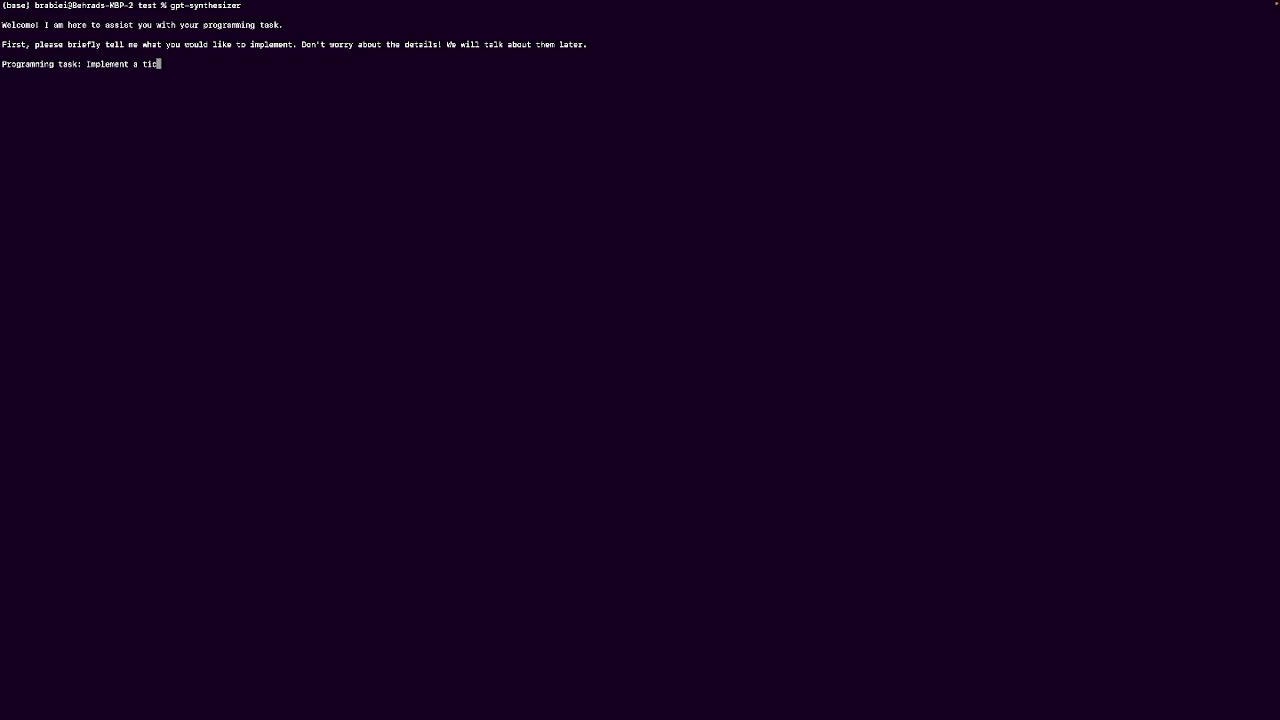 (base) brabiei@Behrads-MBP-2 test % gpt-synthesizer
Welcome! I am here to assist you with your programming task.
First, please briefly tell me what you would like to implement. Don't worry about the details! We will talk about them later.
Programming task: Implement a tic